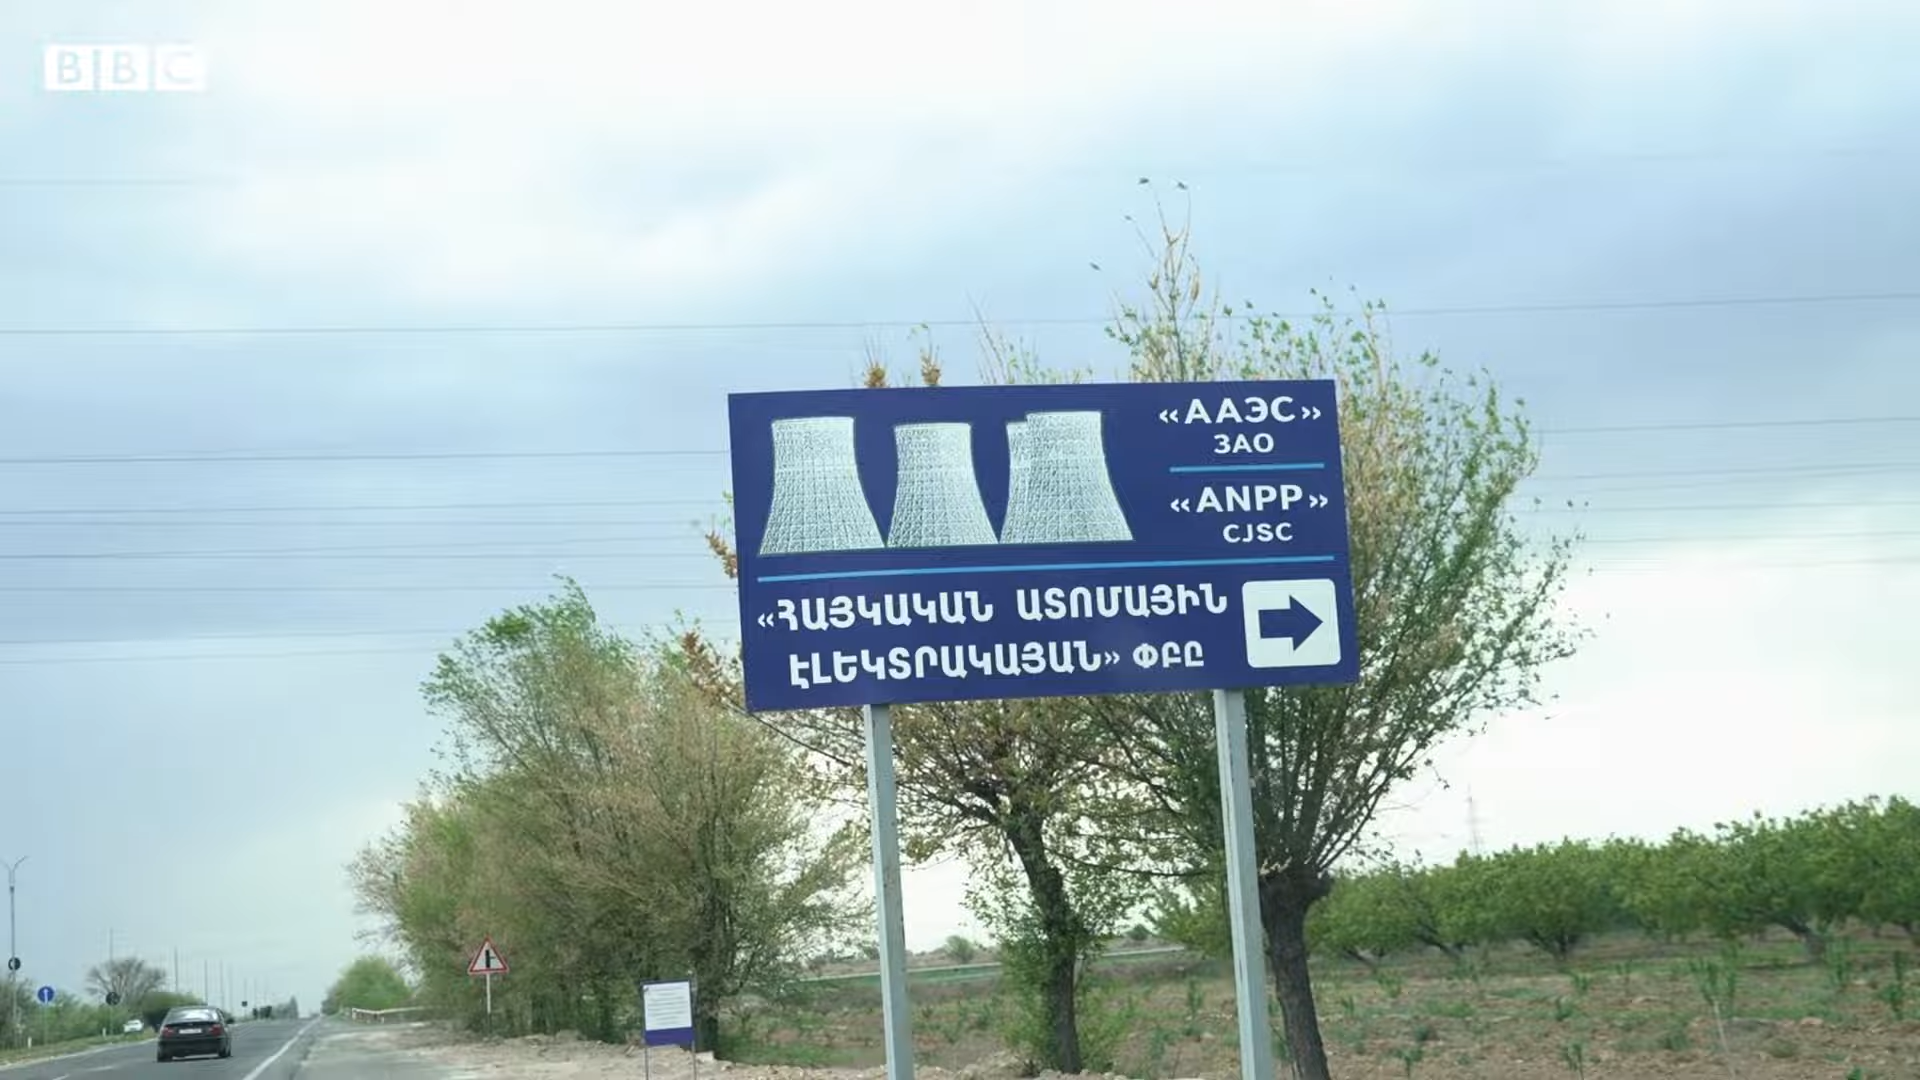 BBC
«ААЭС»
ЗАО
«ANPP»
CJSC
«ՀԱՅԿԱԿԱՆ ԱՏՈՄԱՅԻՆ
ԷԼԵԿՏՐԱԿԱՅԱՆ» ՓԲԸ